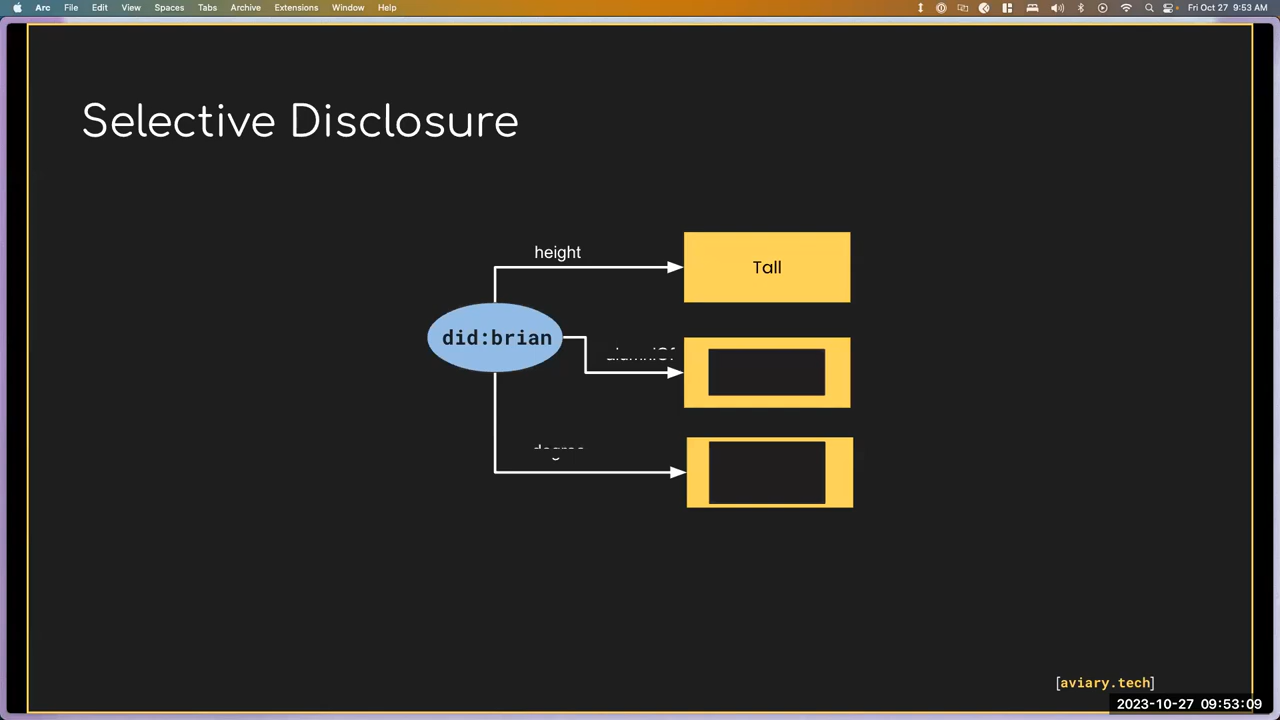 Arc File Edit View Spaces Tabs Archive Extensions Window Help Fri Oct 27 9:53 AM
Selective Disclosure
height
Tall
did:brian
[aviary.tech]
2023-10-27 09:53:09